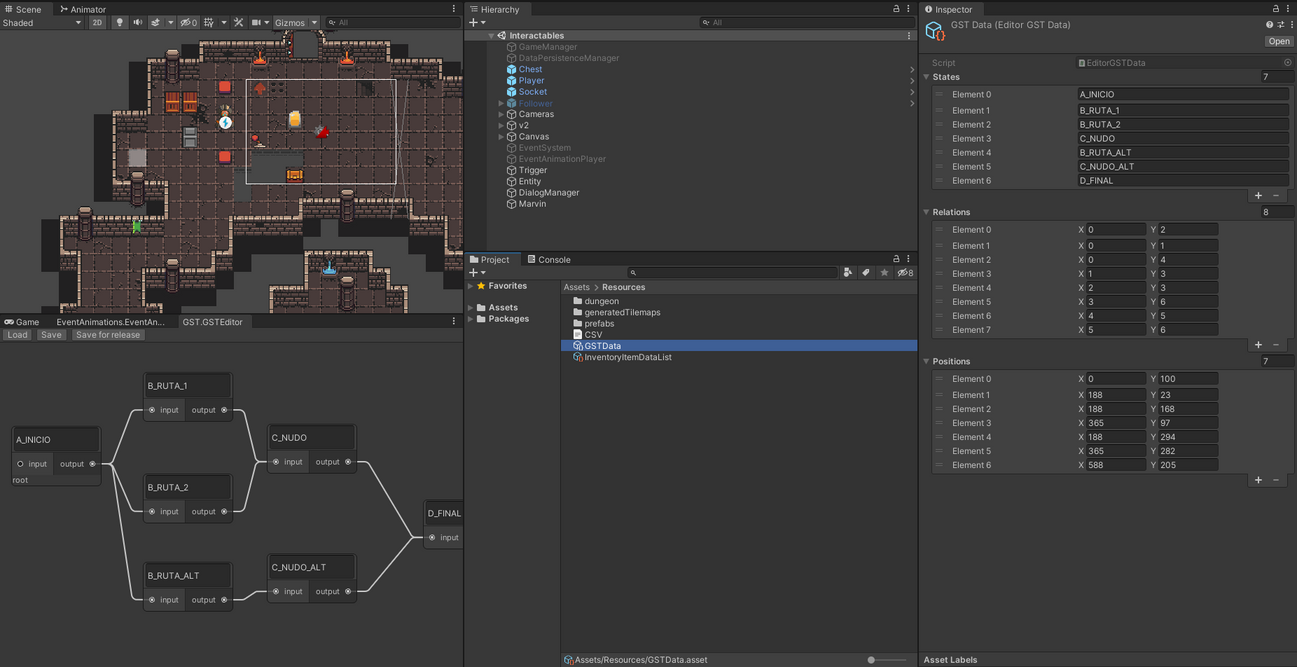 Scene
Animator
Shaded
2D
0
Gizmos
All
Game
EventAnimations.EventAn...
GST.GSTEditor
Load
Save
Save for release
B_RUTA_1
input
output
A_INICIO
input
output
root
C_NUDO
input
output
B_RUTA_2
input
output
D_FINAL
input
C_NUDO_ALT
input
output
B_RUTA_ALT
input
output
Hierarchy
All
Interactables
GameManager
DataPersistenceManager
Chest
Player
Socket
Follower
Cameras
v2
Canvas
EventSystem
EventAnimationPlayer
Trigger
Entity
DialogManager
Marvin
Project
Console
8
Favorites
Assets
Packages
Assets > Resources
dungeon
generatedTilemaps
prefabs
CSV
GSTData
InventoryItemDataList
Assets/Resources/GSTData.asset
Inspector
GST Data (Editor GST Data)
Open
Script EditorGSTData
States 7
Element 0 A_INICIO
Element 1 B_RUTA_1
Element 2 B_RUTA_2
Element 3 C_NUDO
Element 4 B_RUTA_ALT
Element 5 C_NUDO_ALT
Element 6 D_FINAL
Relations 8
Element 0 X 0 Y 2
Element 1 X 0 Y 1
Element 2 X 0 Y 4
Element 3 X 1 Y 3
Element 4 X 2 Y 3
Element 5 X 3 Y 6
Element 6 X 4 Y 5
Element 7 X 5 Y 6
Positions 7
Element 0 X 0 Y 100
Element 1 X 188 Y 23
Element 2 X 188 Y 168
Element 3 X 365 Y 97
Element 4 X 188 Y 294
Element 5 X 365 Y 282
Element 6 X 588 Y 205
Asset Labels